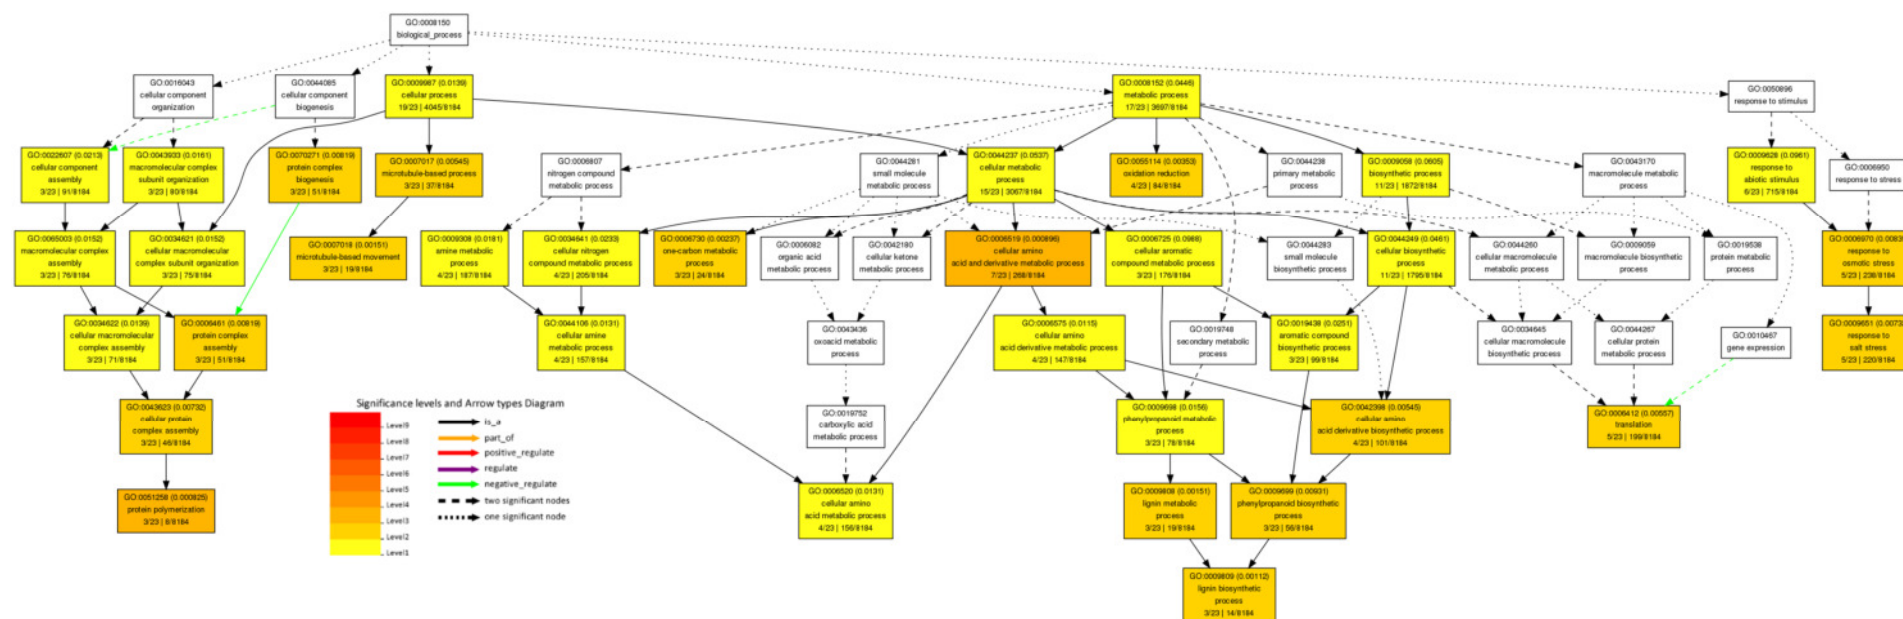 GO:0008150
biological_process
GO:0016043
cellular component
organization
GO:0044085
cellular component
biogenesis
GO:0009987 (0.0139)
cellular process
19/23 | 4045/8184
GO:0008152 (0.0446)
metabolic process
17/23 | 3697/8184
GO:0050896
response to stimulus
GO:0022607 (0.0213)
cellular component
assembly
3/23 | 91/8184
GO:0043933 (0.0161)
macromolecular complex
subunit organization
3/23 | 80/8184
GO:0070271 (0.00819)
protein complex
biogenesis
3/23 | 51/8184
GO:0007017 (0.00545)
microtubule-based process
3/23 | 37/8184
GO:0006807
nitrogen compound
metabolic process
GO:0044281
small molecule
metabolic process
GO:0044237 (0.0537)
cellular metabolic
process
15/23 | 3067/8184
GO:0055114 (0.00353)
oxidation reduction
4/23 | 84/8184
GO:0044238
primary metabolic
process
GO:0009058 (0.0605)
biosynthetic process
11/23 | 1872/8184
GO:0043170
macromolecule metabolic
process
GO:0009628 (0.0961)
response to
abiotic stimulus
6/23 | 715/8184
GO:0006950
response to stress
GO:0065003 (0.0152)
macromolecular complex
assembly
3/23 | 76/8184
GO:0034621 (0.0152)
cellular macromolecular
complex subunit organization
3/23 | 75/8184
GO:0007018 (0.00151)
microtubule-based movement
3/23 | 19/8184
GO:0009308 (0.0181)
amine metabolic
process
4/23 | 187/8184
GO:0034641 (0.0233)
cellular nitrogen
compound metabolic process
4/23 | 205/8184
GO:0006730 (0.00237)
one-carbon metabolic
process
3/23 | 24/8184
GO:0006082
organic acid
metabolic process
GO:0042180
cellular ketone
metabolic process
GO:0006519 (0.000896)
cellular amino
acid and derivative metabolic process
7/23 | 268/8184
GO:0006725 (0.0986)
cellular aromatic
compound metabolic process
3/23 | 176/8184
GO:0044283
small molecule
biosynthetic process
GO:0044249 (0.0461)
cellular biosynthetic
process
11/23 | 1795/8184
GO:0044260
cellular macromolecule
metabolic process
GO:0009059
macromolecule biosynthetic
process
GO:0019538
protein metabolic
process
GO:0006970
response to
osmotic stress
5/23 | 238/8184
GO:0034622 (0.0139)
cellular macromolecular
complex assembly
3/23 | 71/8184
GO:0006461 (0.00819)
protein complex
assembly
3/23 | 51/8184
GO:0044106 (0.0131)
cellular amine
metabolic process
4/23 | 157/8184
GO:0043436
oxoacid metabolic
process
GO:0006575 (0.0115)
cellular amino
acid derivative metabolic process
4/23 | 147/8184
GO:0019748
secondary metabolic
process
GO:0019438 (0.0251)
aromatic compound
biosynthetic process
3/23 | 99/8184
GO:0034645
cellular macromolecule
biosynthetic process
GO:0044267
cellular protein
metabolic process
GO:0010467
gene expression
GO:0009651
response to
salt stress
5/23 | 220/8184
GO:0043623 (0.00732)
cellular protein
complex assembly
3/23 | 46/8184
GO:0019752
carboxylic acid
metabolic process
GO:0009698 (0.0156)
phenylpropanoid metabolic
process
3/23 | 78/8184
GO:0042398 (0.00545)
cellular amino
acid derivative biosynthetic process
4/23 | 101/8184
GO:0006412 (0.00557)
translation
5/23 | 199/8184
GO:0051258 (0.000825)
protein polymerization
3/23 | 8/8184
GO:0006520 (0.0131)
cellular amino
acid metabolic process
4/23 | 156/8184
GO:0009808 (0.00151)
lignin metabolic
process
3/23 | 19/8184
GO:0009699 (0.00931)
phenylpropanoid biosynthetic
process
3/23 | 56/8184
GO:0009809 (0.00112)
lignin biosynthetic
process
3/23 | 14/8184
Significance levels and Arrow types Diagram
Level9
Level8
Level7
Level6
Level5
Level4
Level3
Level2
Level1
is_a
part_of
positive_regulate
regulate
negative_regulate
two significant nodes
one significant node